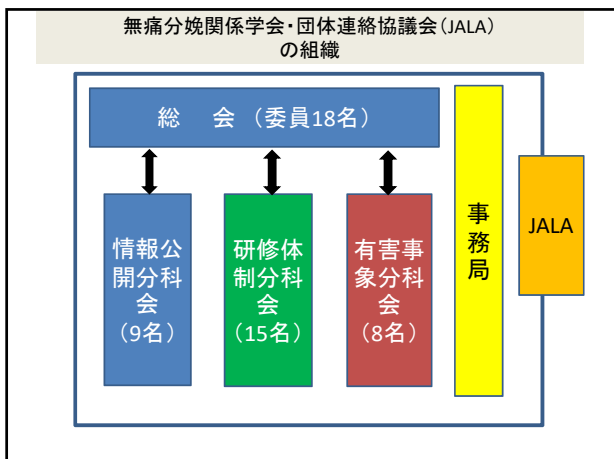 無痛分娩関係学会・団体連絡協議会（JALA）
の組織
総　会（委員18名）
情報公
開分科
会
（9名）
研修体
制分科
会
（15名）
有害事
象分科
会
（8名）
事
務
局
JALA